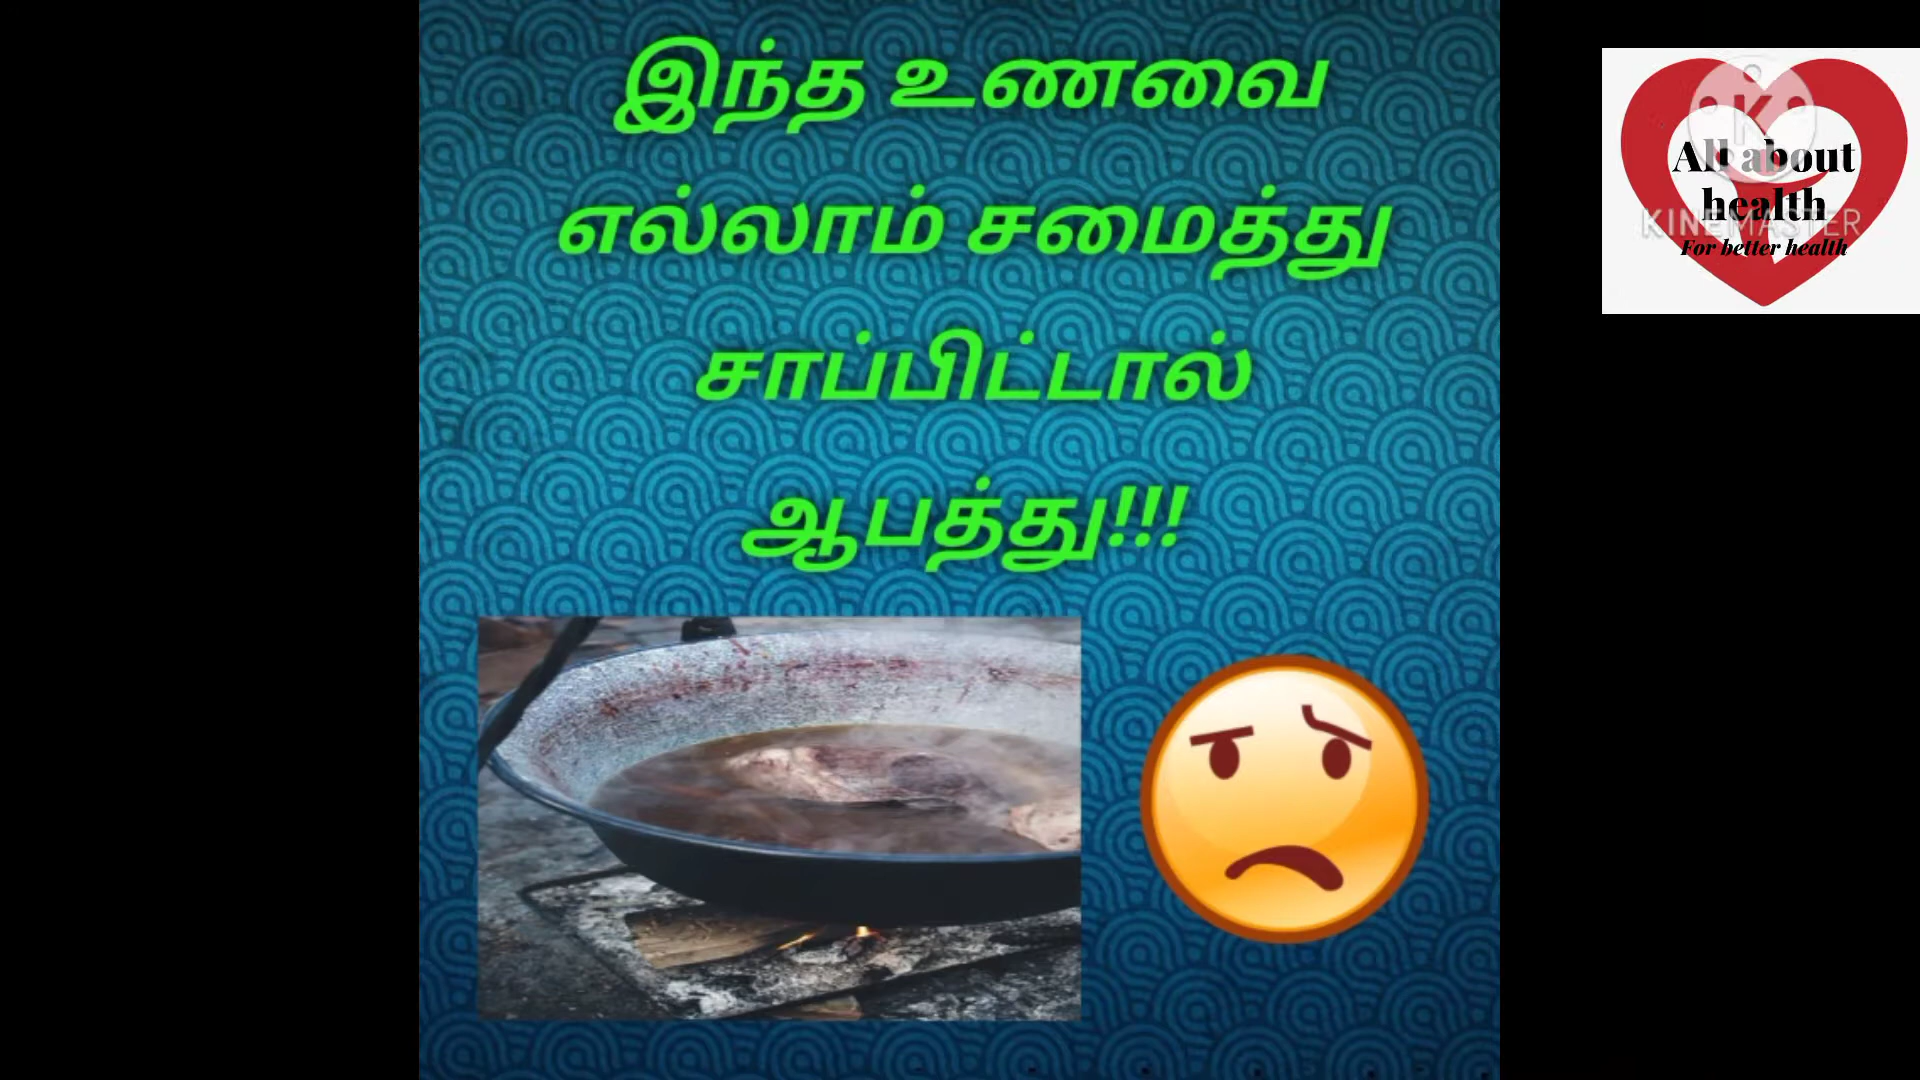 இந்த உணவை
எல்லாம் சமைத்து
சாப்பிட்டால்
ஆபத்து!!!
K
All about
health
KINEMASTER
For better health